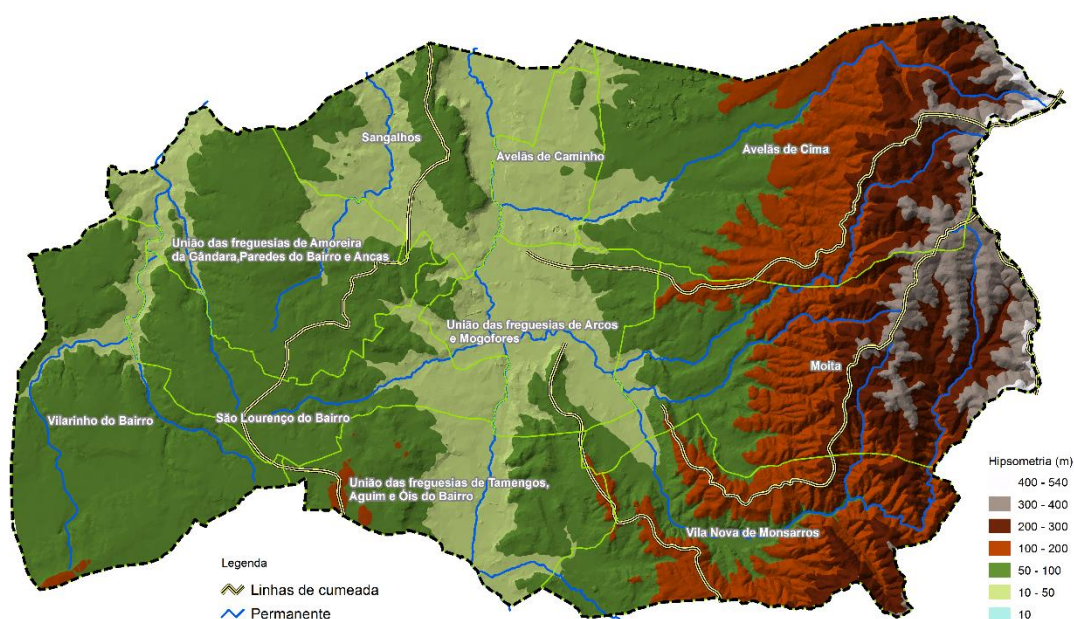 Sangalhos
Avelãs de Caminho
Avelãs de Cima
União das freguesias de Amoreira
da Gândara,Paredes do Bairro e Ancas
União das freguesias de Arcos
e Mogofores
Moita
Vilarinho do Bairro
São Lourenço do Bairro
União das freguesias de Tamengos,
Aguim e Óis do Bairro
Vila Nova de Monsarros
Legenda
Linhas de cumeada
Permanente
Hipsometria (m)
400 - 540
300 - 400
200 - 300
100 - 200
50 - 100
10 - 50
10